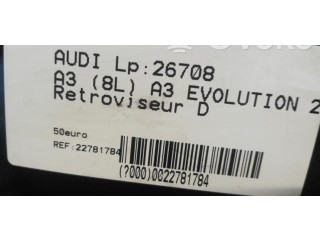 AUDI Lp:26708
A3 (8L) A3 EVOLUTION 2
Retroviseur D
50euro
REF:22781784
(?000)0022781784